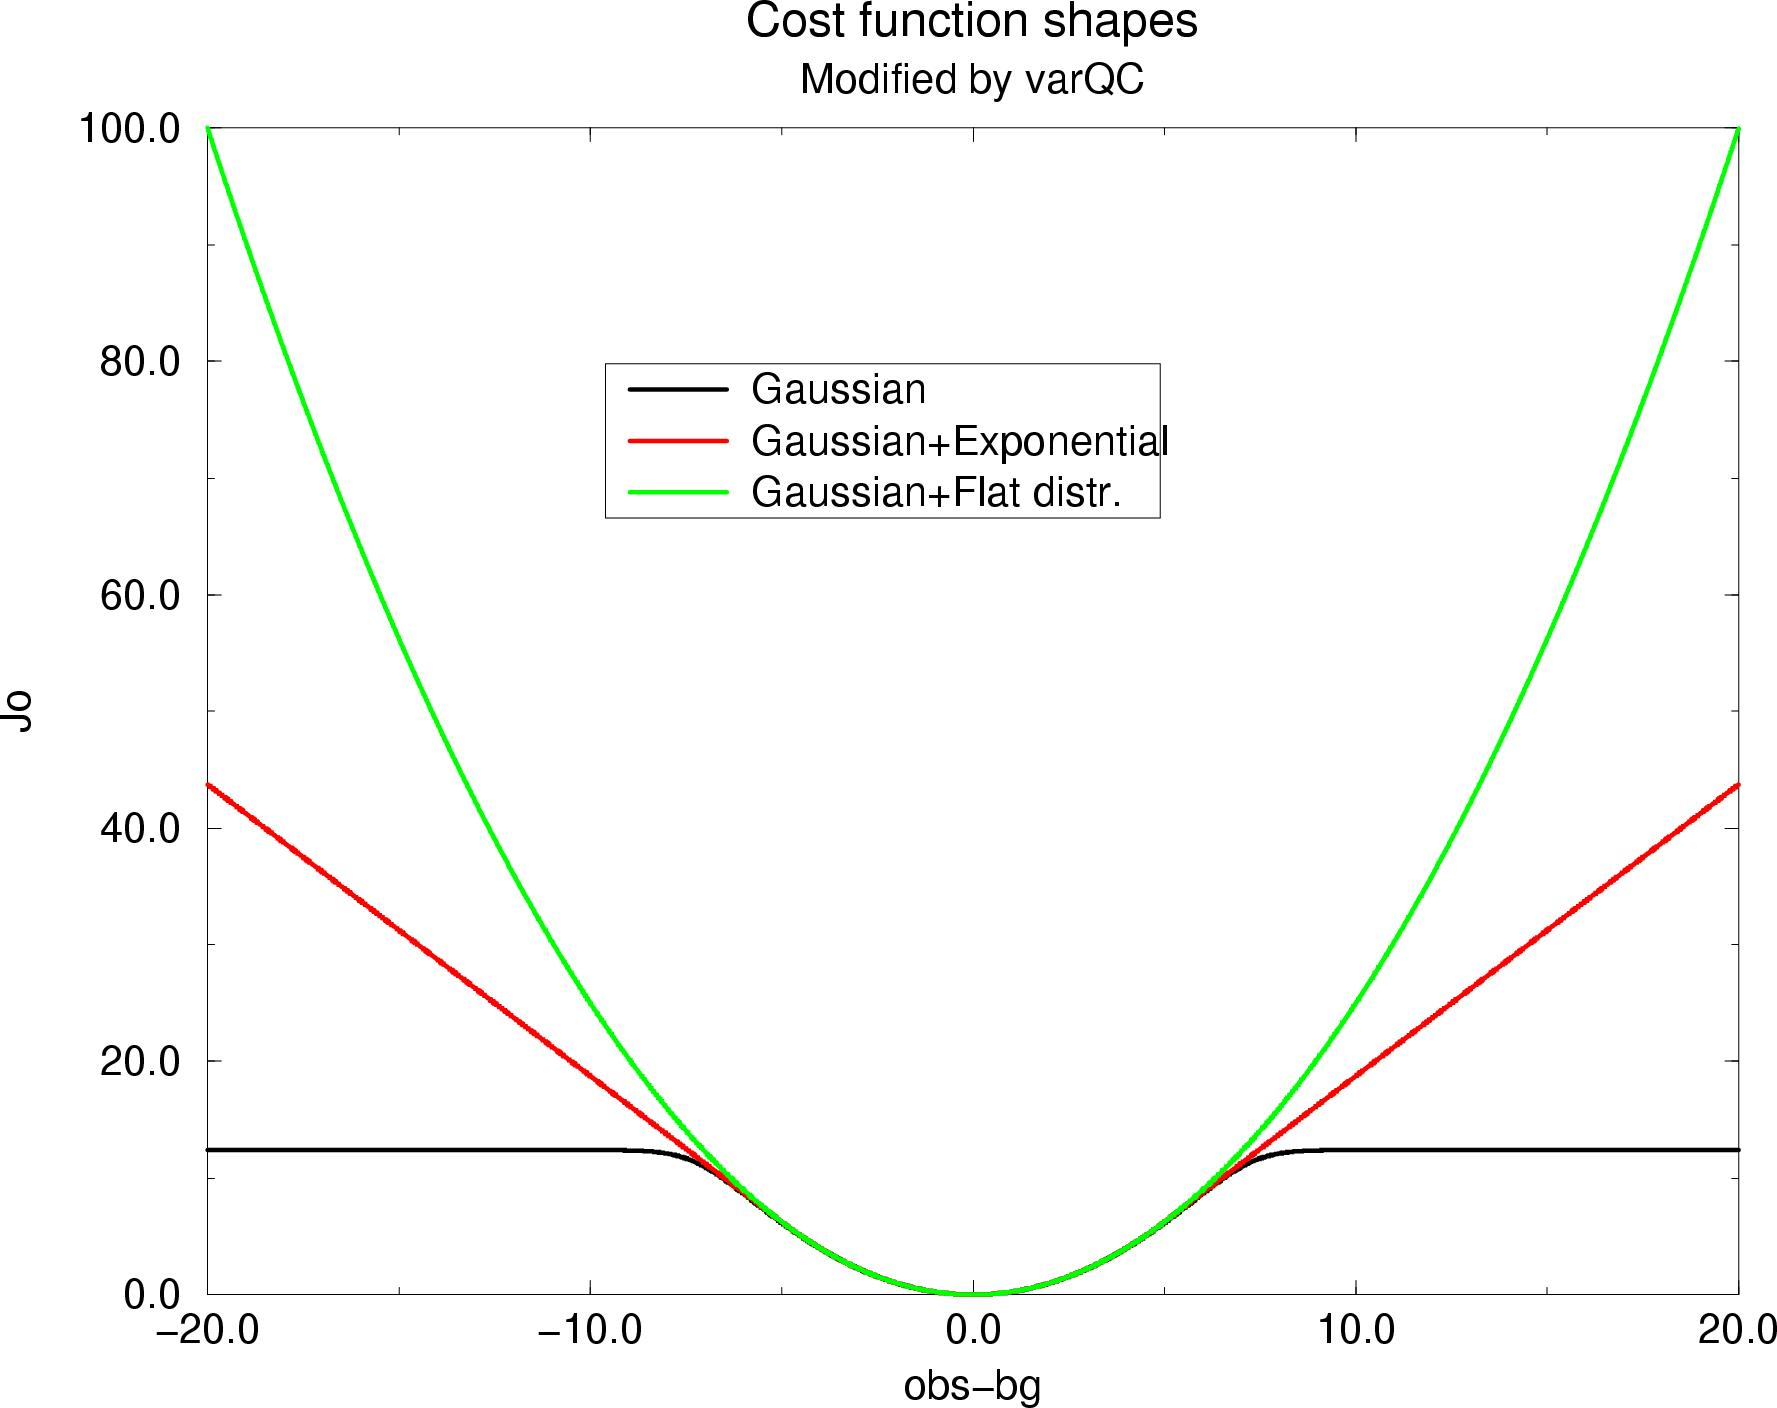 Cost function shapes
Modified by varQC
100.0
80.0
60.0
40.0
20.0
0.0
Jo
Gaussian
Gaussian+Exponential
Gaussian+Flat distr.
−20.0 −10.0 0.0 10.0 20.0
obs−bg